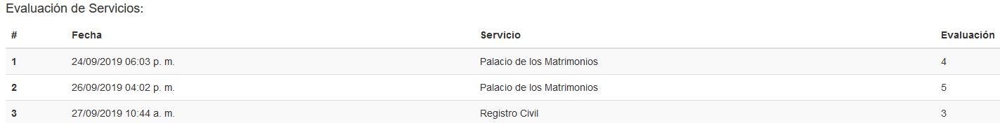 Evaluación de Servicios:
# Fecha Servicio Evaluación
1 24/09/2019 06:03 p. m. Palacio de los Matrimonios 4
2 26/09/2019 04:02 p. m. Palacio de los Matrimonios 5
3 27/09/2019 10:44 a. m. Registro Civil 3